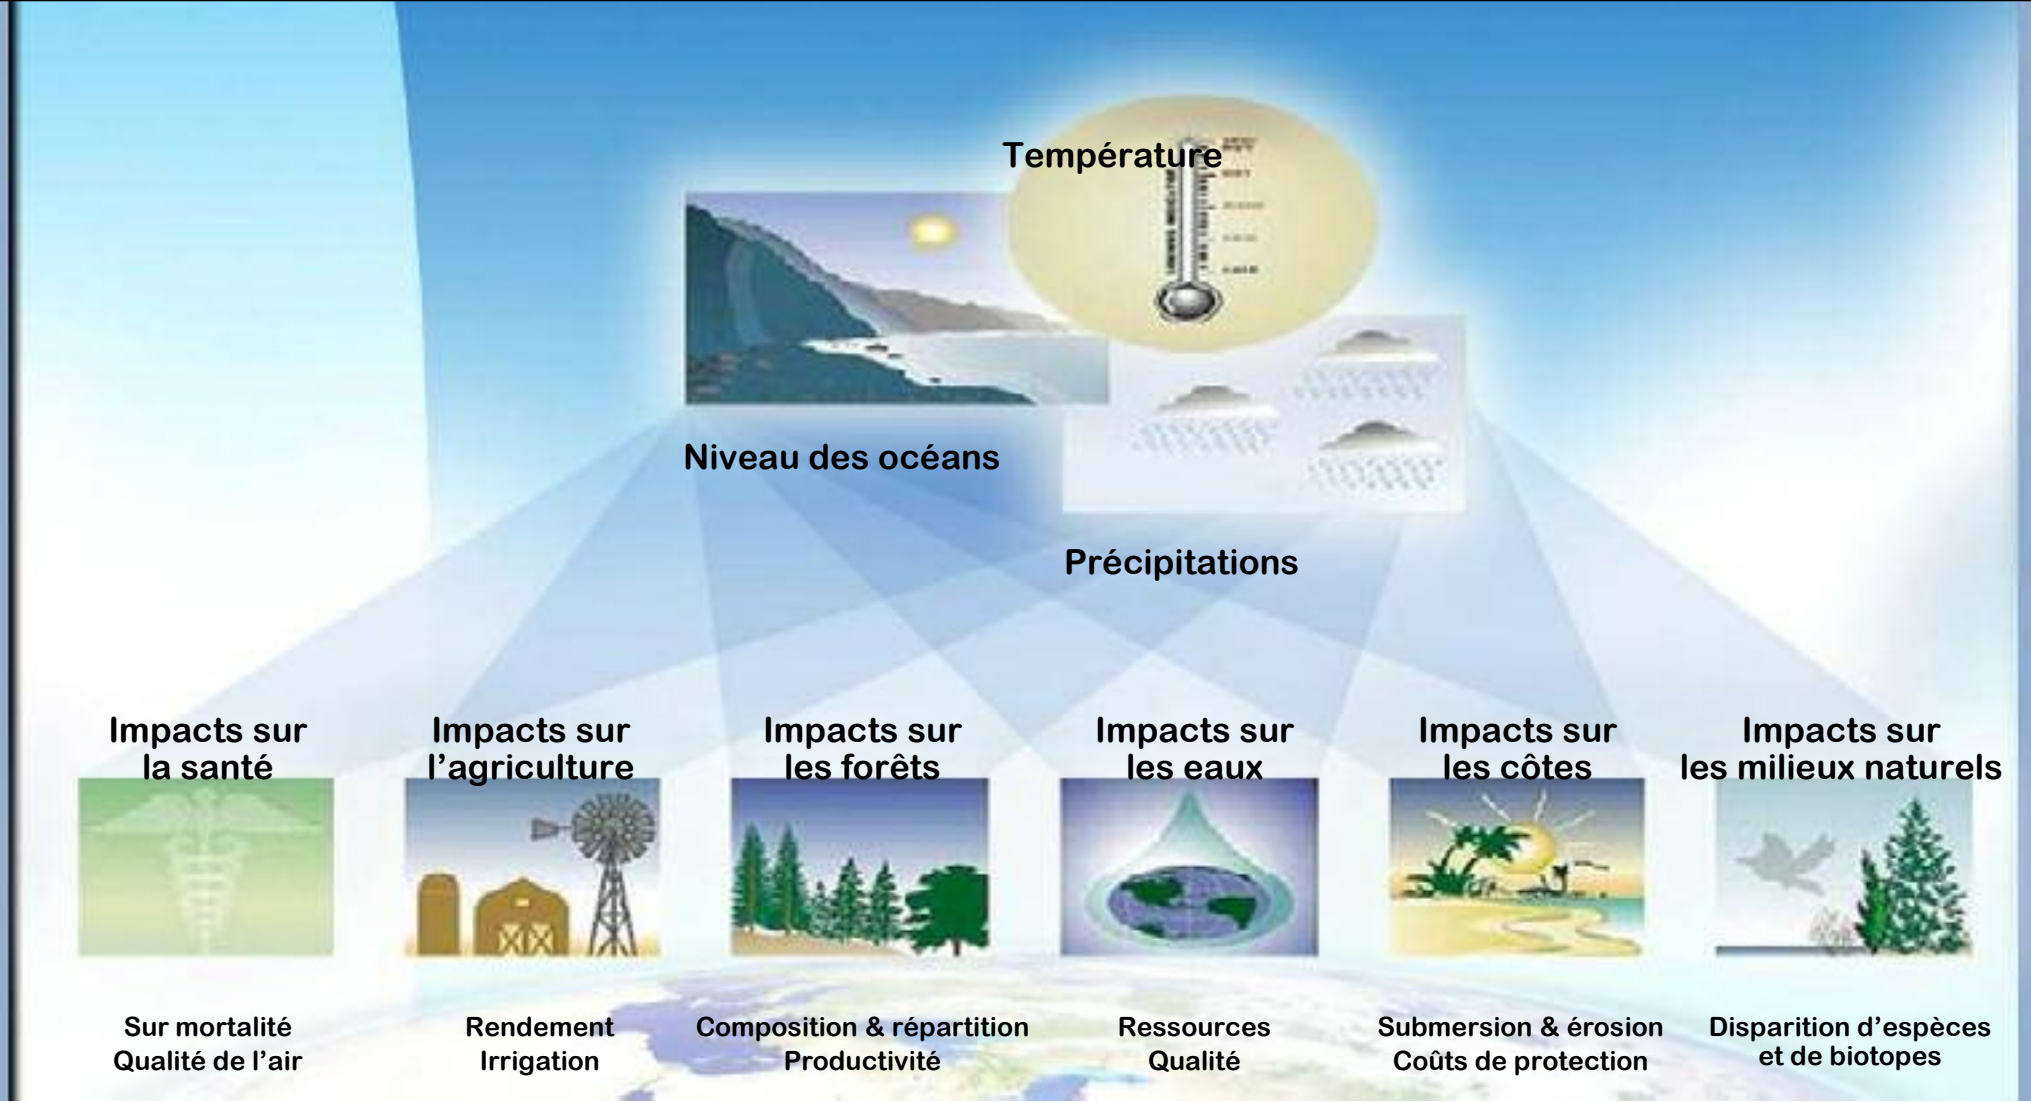 Température
Niveau des océans
Précipitations
Impacts sur
la santé
Impacts sur
l’agriculture
Impacts sur
les forêts
Impacts sur
les eaux
Impacts sur
les côtes
Impacts sur
les milieux naturels
Sur mortalité
Qualité de l’air
Rendement
Irrigation
Composition & répartition
Productivité
Ressources
Qualité
Submersion & érosion
Coûts de protection
Disparition d’espèces
et de biotopes